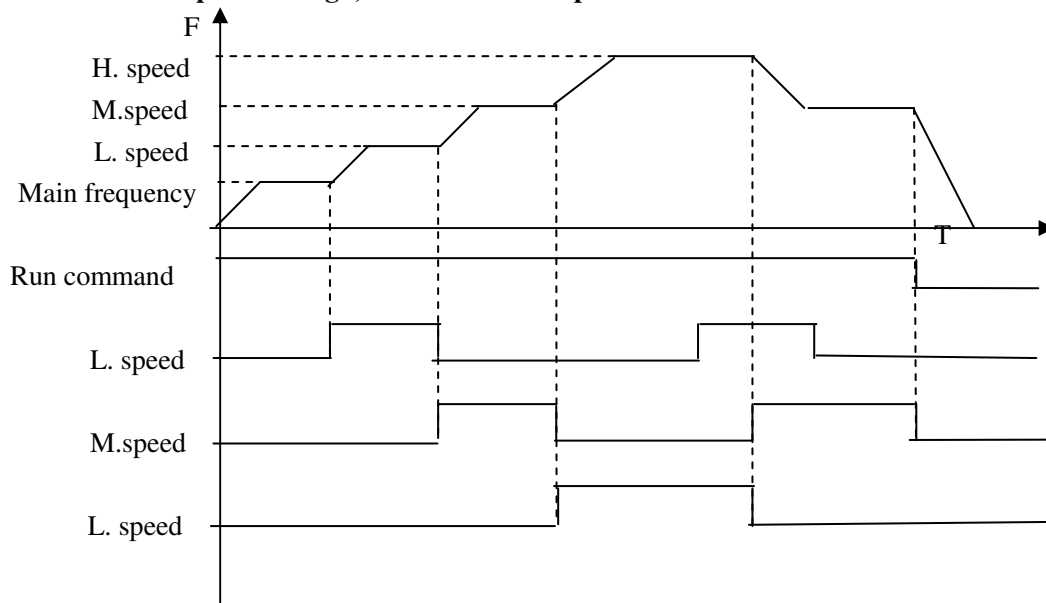 F
H. speed
M.speed
L. speed
Main frequency
T
Run command
L. speed
M.speed
L. speed